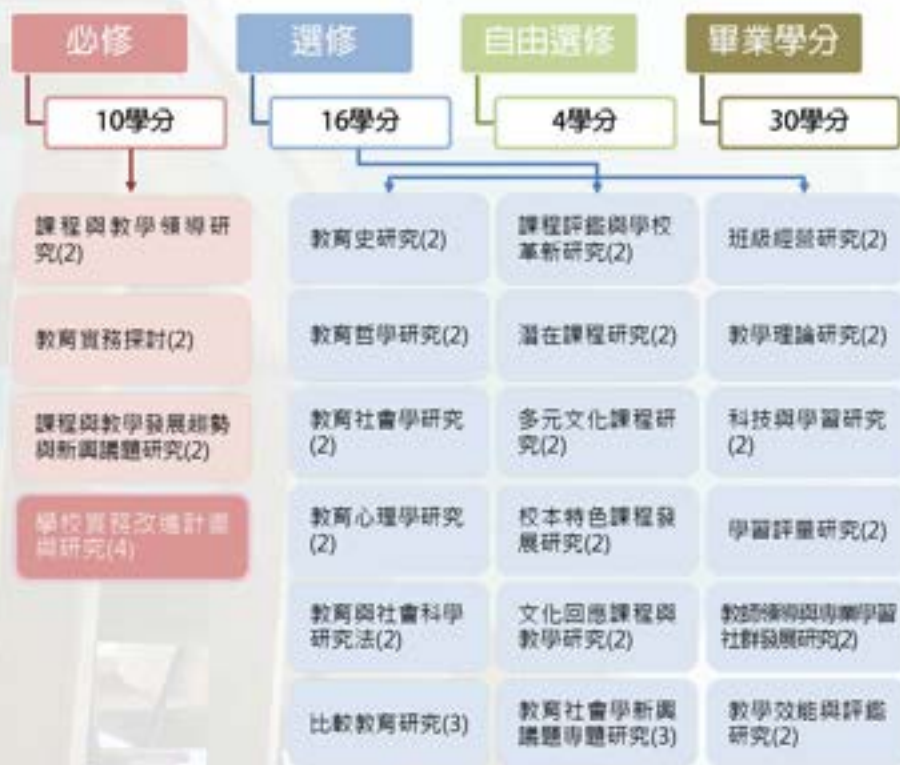 必修
選修
自由選修
畢業學分
10學分
16學分
4學分
30學分
課程與教學領導研
究(2)
教育實務探討(2)
課程與教學發展趨勢
與新興議題研究(2)
學校實務改進計畫
與研究(4)
教育史研究(2)
教育哲學研究(2)
教育社會學研究
(2)
教育心理學研究
(2)
教育與社會科學
研究法(2)
比較教育研究(3)
課程評鑑與學校
革新研究(2)
潛在課程研究(2)
多元文化課程研
究(2)
校本特色課程發
展研究(2)
文化回應課程與
教學研究(2)
教育社會學新興
議題專題研究(3)
班級經營研究(2)
教學理論研究(2)
科技與學習研究
(2)
學習評量研究(2)
教師領導與專業學習
社群發展研究(2)
教學效能與評鑑
研究(2)